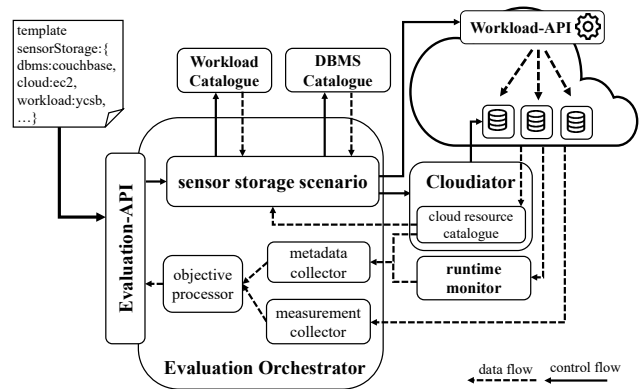 template
sensorStorage:{
dbms:couchbase,
cloud:ec2,
workload:ycsb,
…}
Workload
Catalogue
DBMS
Catalogue
Workload-API
Evaluation-API
sensor storage scenario
Cloudiator
cloud resource
catalogue
objective
processor
metadata
collector
runtime
monitor
measurement
collector
Evaluation Orchestrator
data flow
control flow